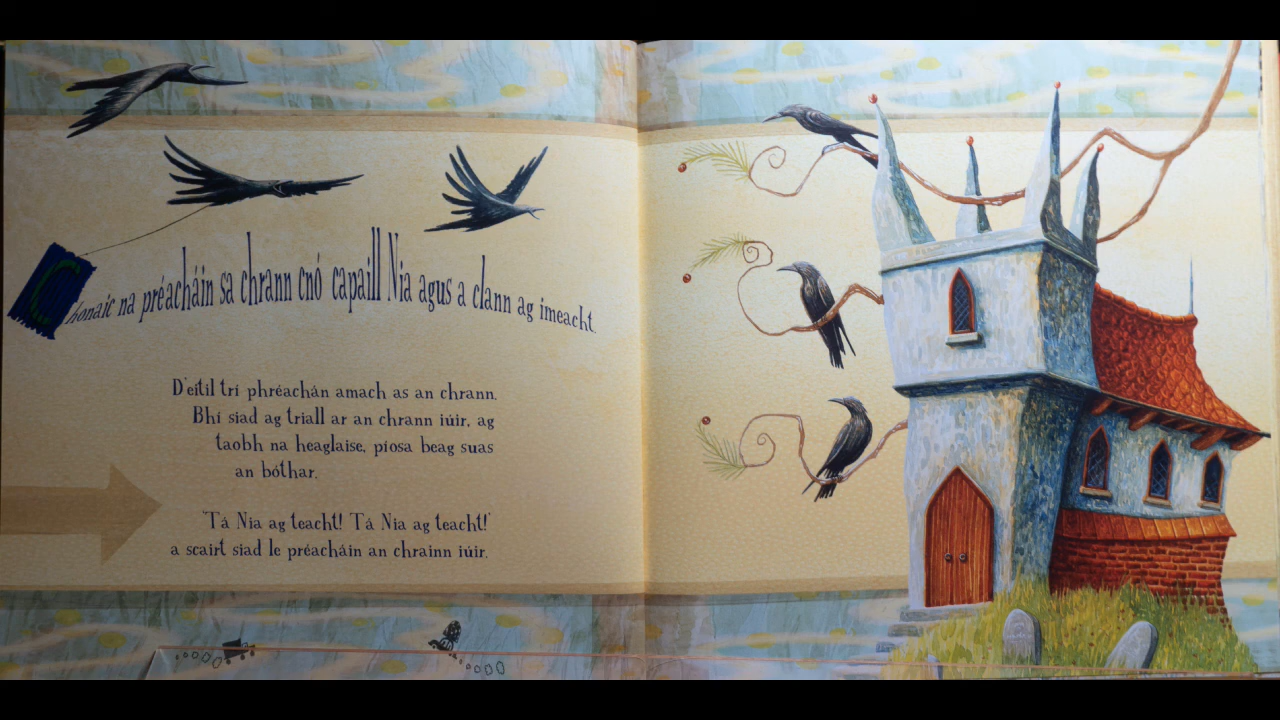 Chonaic na préacháin sa chrann cnó capaill Nia agus a clann ag imeacht.
D'eitil trí phréachán amach as an chrann.
Bhí siad ag triall ar an chrann iúir, ag
taobh na heaglaise, píosa beag suas
an bóthar.
'Tá Nia ag teacht! Tá Nia ag teacht!'
a scairt siad le préacháin an chrainn iúir.